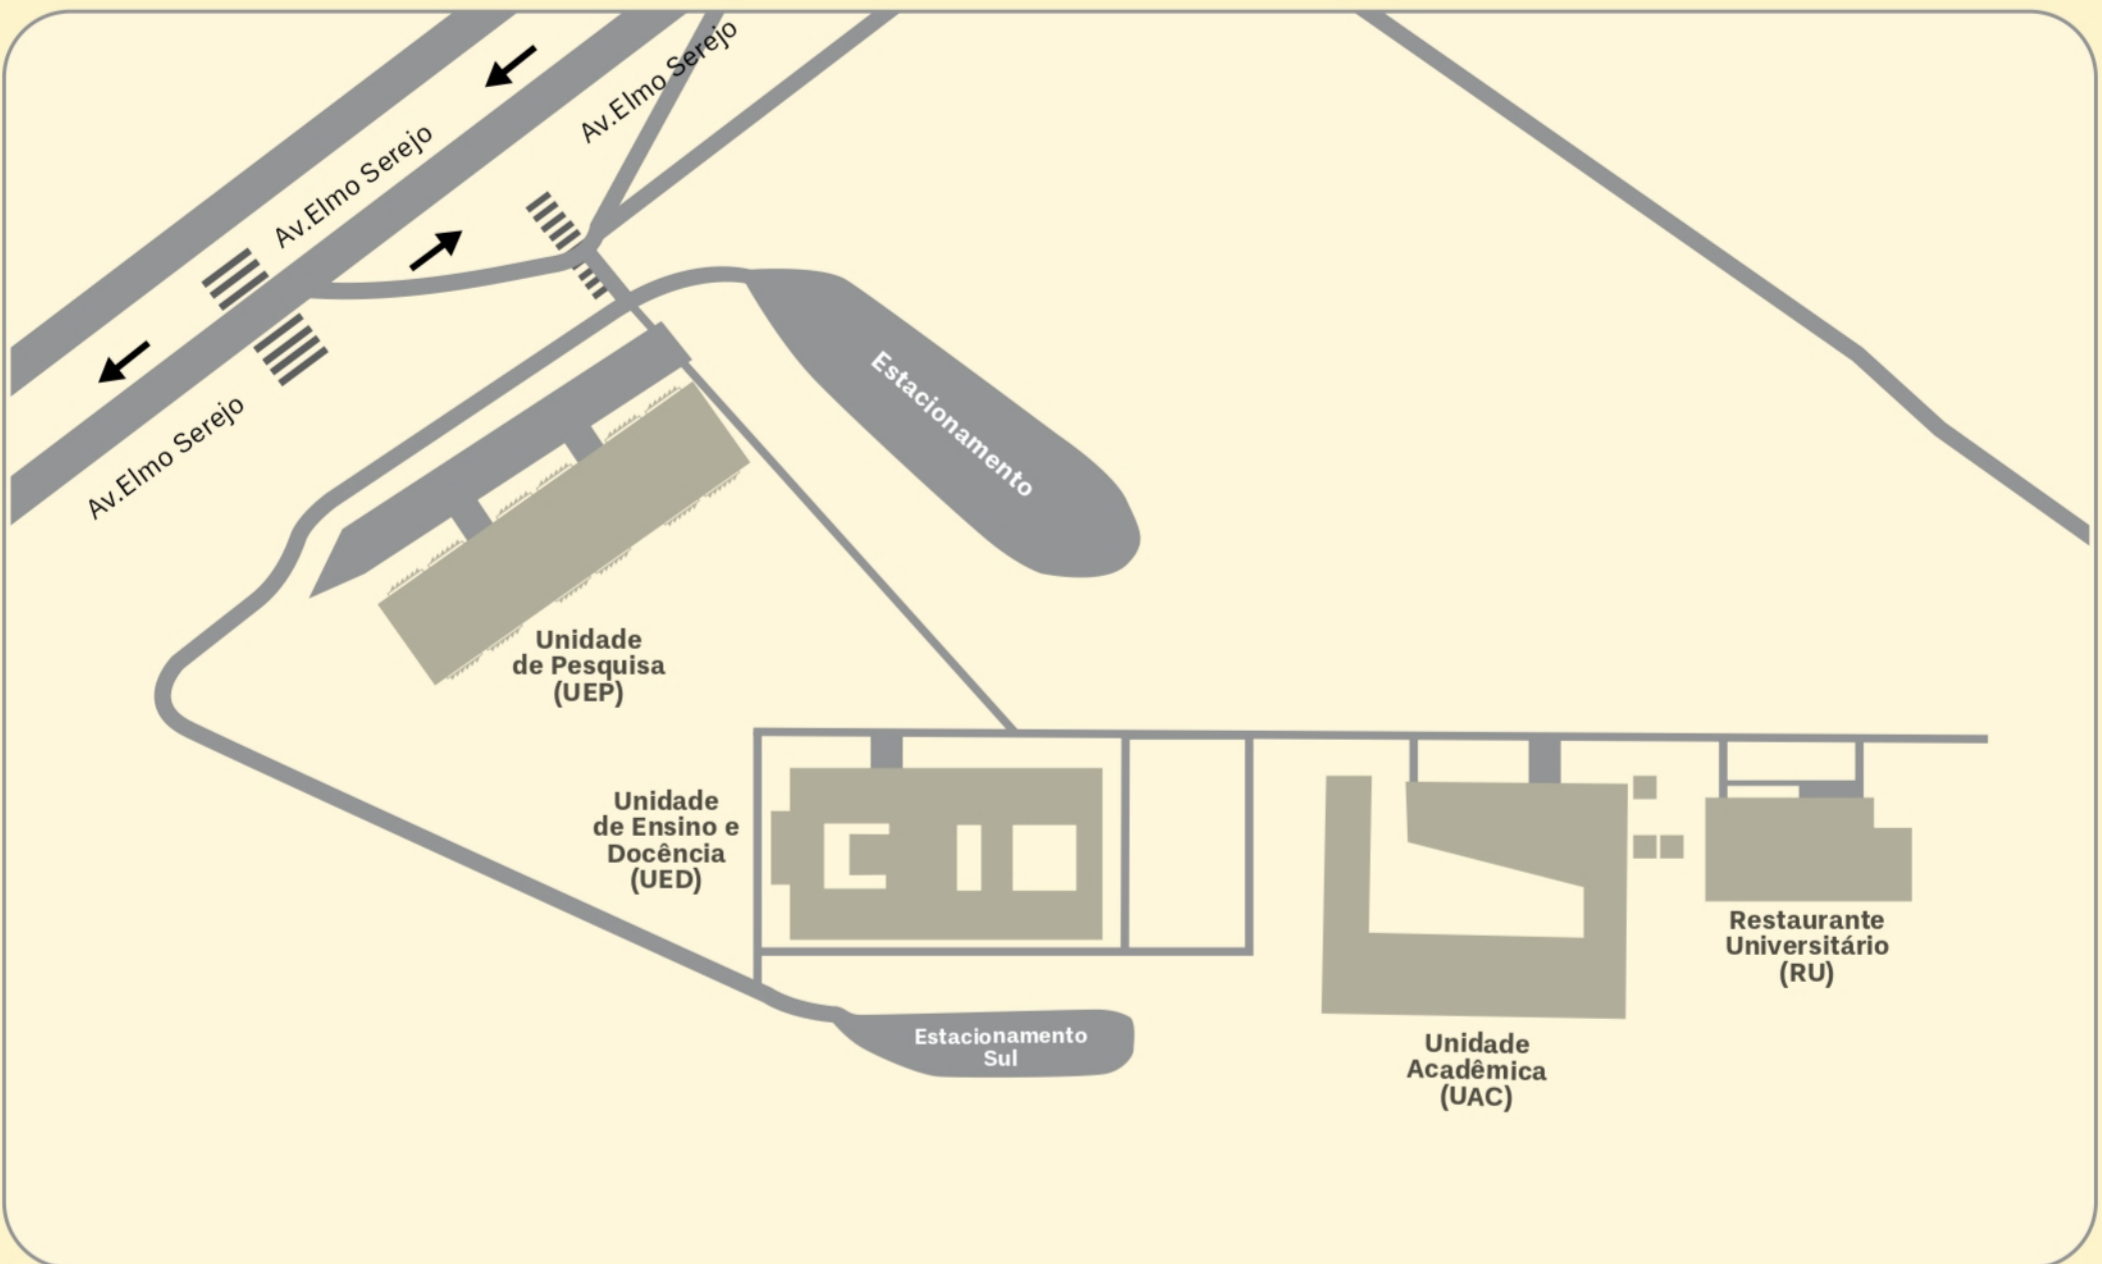 Av.Elmo Serejo
Av.Elmo Serejo
Av.Elmo Serejo
Estacionamento
Unidade
de Pesquisa
(UEP)
Unidade
de Ensino e
Docência
(UED)
Estacionamento
Sul
Unidade
Acadêmica
(UAC)
Restaurante
Universitário
(RU)